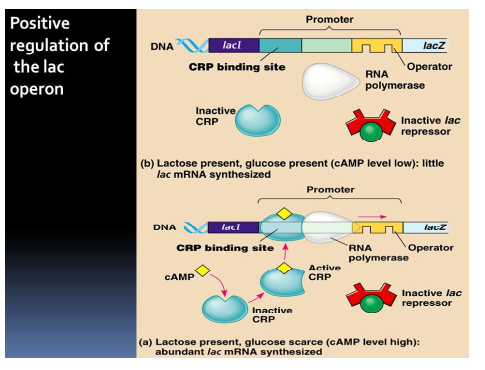 Positive
regulation of
the lac
operon
Promoter
DNA
lacI
lacZ
CRP binding site
Operator
RNA
polymerase
Inactive
CRP
Inactive lac
repressor
(b) Lactose present, glucose present (cAMP level low): little
lac mRNA synthesized
Promoter
DNA
lacI
lacZ
CRP binding site
RNA
polymerase
Operator
cAMP
Active
CRP
Inactive
CRP
Inactive lac
repressor
(a) Lactose present, glucose scarce (cAMP level high):
abundant lac mRNA synthesized